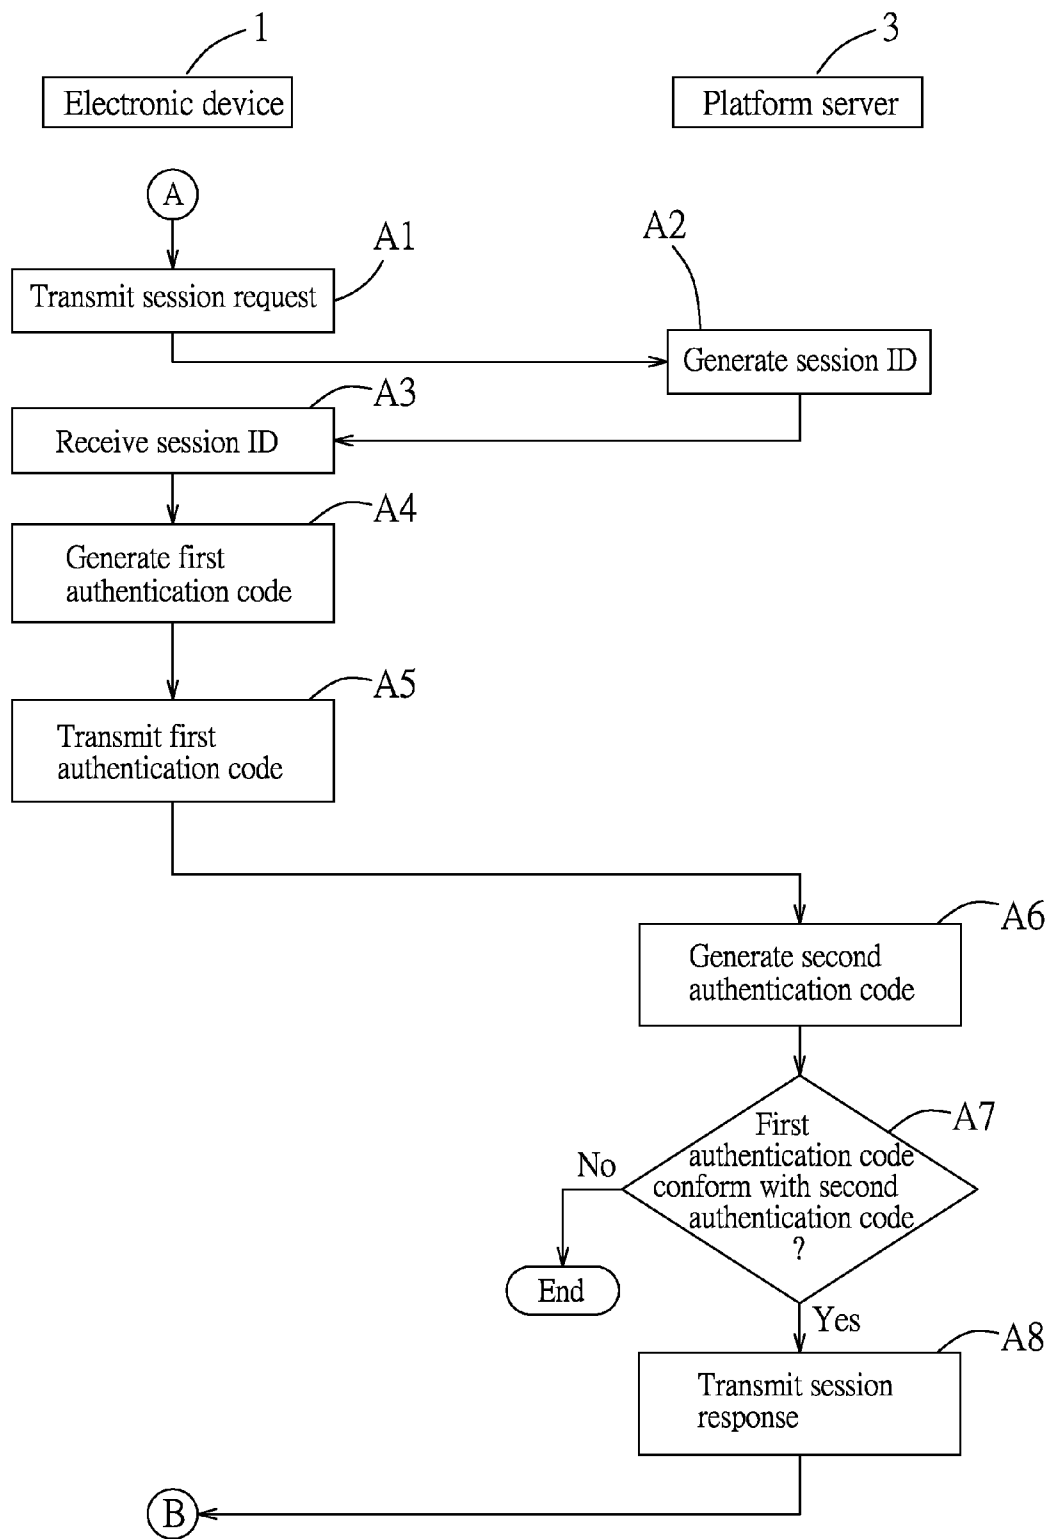 1
3
Electronic device
Platform server
A
A1
A2
Transmit session request
Generate session ID
A3
Receive session ID
A4
Generate first
authentication code
A5
Transmit first
authentication code
A6
Generate second
authentication code
A7
First
authentication code
conform with second
authentication code
?
No
End
Yes
A8
Transmit session
response
B